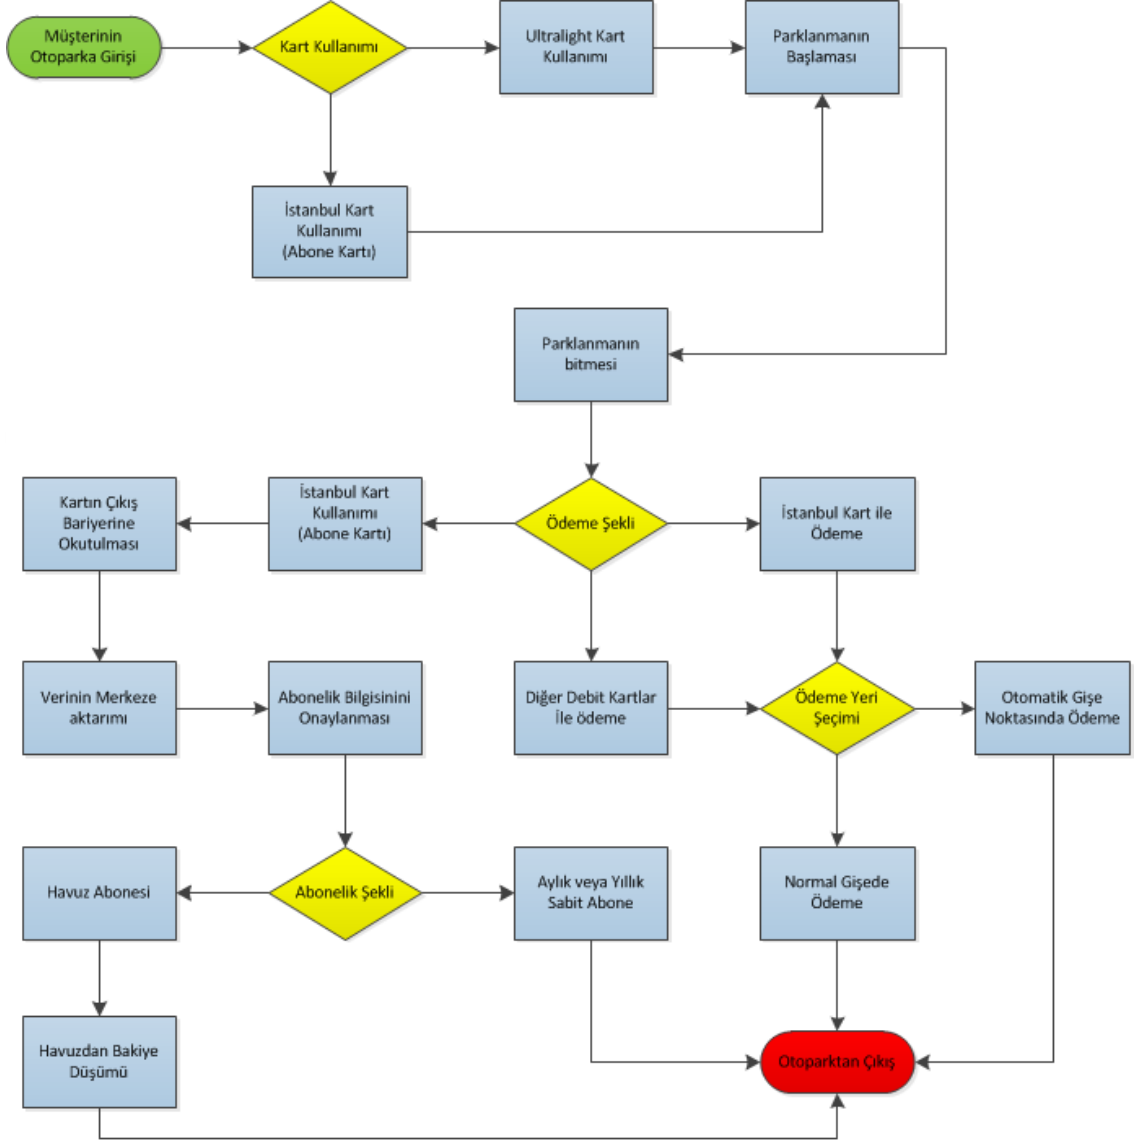 Müşterinin
Otoparka Girişi
Kart Kullanımı
Ultralight Kart
Kullanımı
Parklanmanın
Başlaması
İstanbul Kart
Kullanımı
(Abone Kartı)
Parklanmanın
bitmesi
Kartın Çıkış
Bariyerine
Okutulması
İstanbul Kart
Kullanımı
(Abone Kartı)
Ödeme Şekli
İstanbul Kart ile
Ödeme
Verinin Merkeze
aktarımı
Abonelik Bilgisinini
Onaylanması
Diğer Debit Kartlar
İle ödeme
Ödeme Yeri
Seçimi
Otomatik Gişe
Noktasında Ödeme
Havuz Abonesi
Abonelik Şekli
Aylık veya Yıllık
Sabit Abone
Normal Gişede
Ödeme
Havuzdan Bakiye
Düşümü
Otoparktan Çıkış